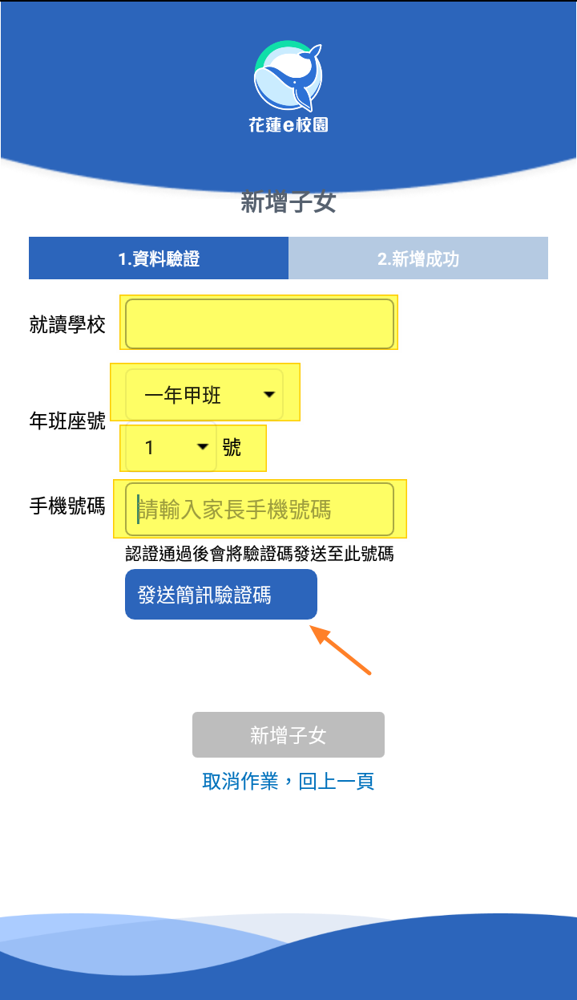 花蓮e校園
新增子女
1.資料驗證
2.新增成功
就讀學校
年班座號
一年甲班
1
號
手機號碼
請輸入家長手機號碼
認證通過後會將驗證碼發送至此號碼
發送簡訊驗證碼
新增子女
取消作業，回上一頁